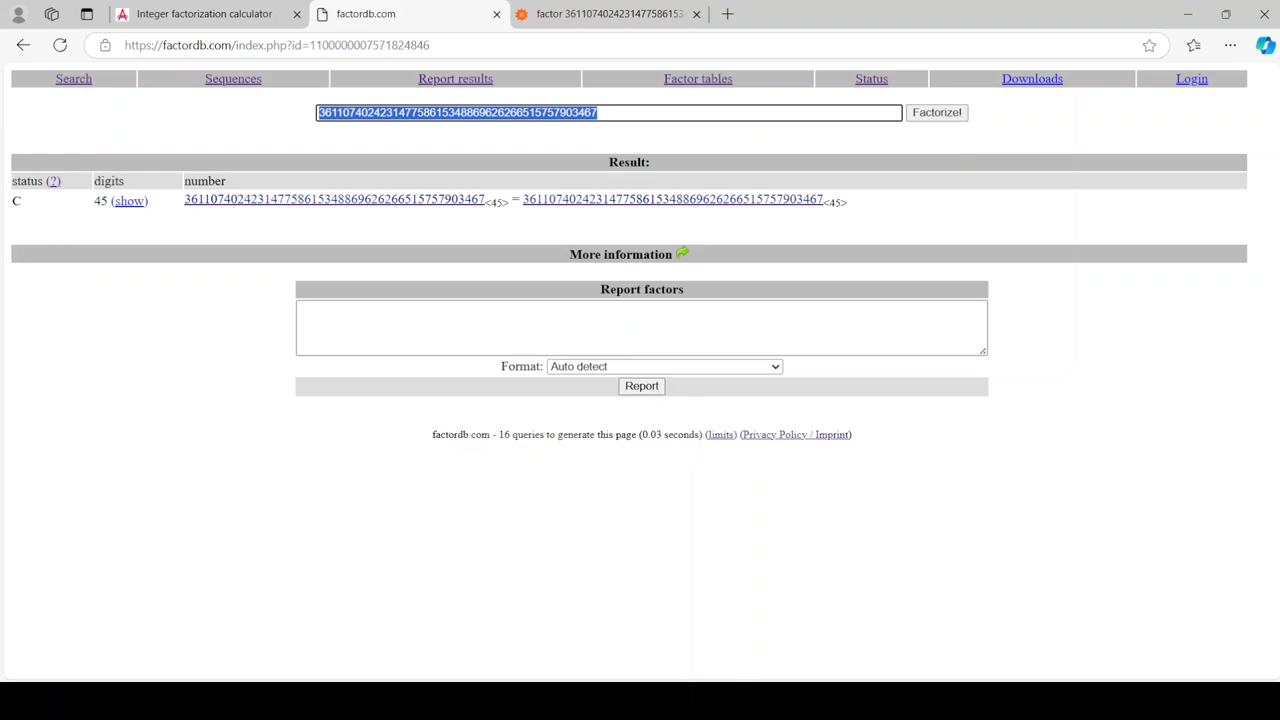 Integer factorization calculator
factordb.com
factor 3611074024231477586153
https://factordb.com/index.php?id=1100000007571824846
Search Sequences Report results Factor tables Status Downloads Login
361107402423147758615348869626266515757903467 Factorize!
Result:
status (?) digits number
C 45 (show) 361107402423147758615348869626266515757903467<45> = 361107402423147758615348869626266515757903467<45>
More information
Report factors
Format: Auto detect
Report
factordb.com - 16 queries to generate this page (0.03 seconds) (limits) (Privacy Policy / Imprint)